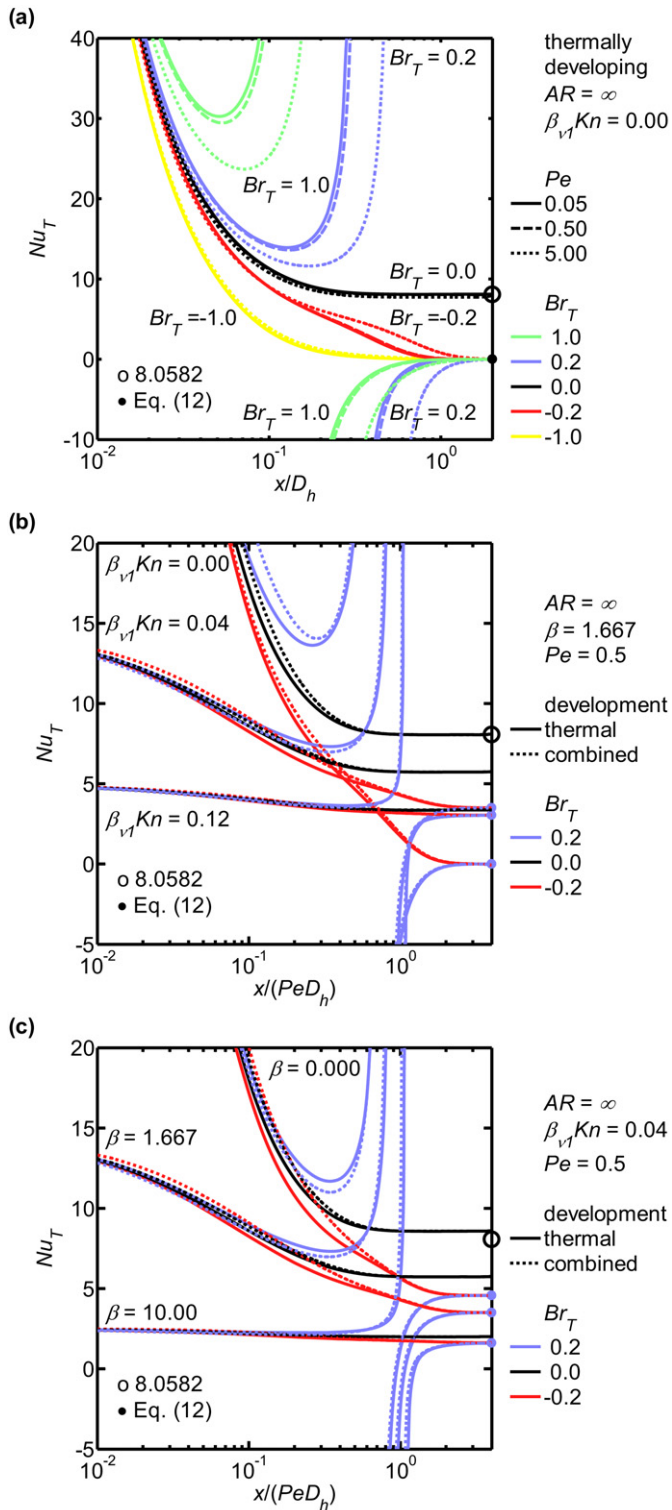 (a)
40
30
20
10
0
-10
Nu_T
Br_T = 0.2
Br_T = 1.0
Br_T = 0.0
Br_T=-1.0
Br_T=-0.2
o 8.0582
• Eq. (12)
Br_T = 1.0
Br_T = 0.2
10^-2
10^-1
10^0
x/D_h
thermally
developing
AR = ∞
β_v1Kn = 0.00
Pe
0.05
0.50
5.00
Br_T
1.0
0.2
0.0
-0.2
-1.0
(b)
20
15
10
5
0
-5
Nu_T
β_v1Kn = 0.00
β_v1Kn = 0.04
β_v1Kn = 0.12
o 8.0582
• Eq. (12)
10^-2
10^-1
10^0
x/(PeD_h)
AR = ∞
β = 1.667
Pe = 0.5
development
thermal
combined
Br_T
0.2
0.0
-0.2
(c)
20
15
10
5
0
-5
Nu_T
β = 0.000
β = 1.667
β = 10.00
o 8.0582
• Eq. (12)
10^-2
10^-1
10^0
x/(PeD_h)
AR = ∞
β_v1Kn = 0.04
Pe = 0.5
development
thermal
combined
Br_T
0.2
0.0
-0.2